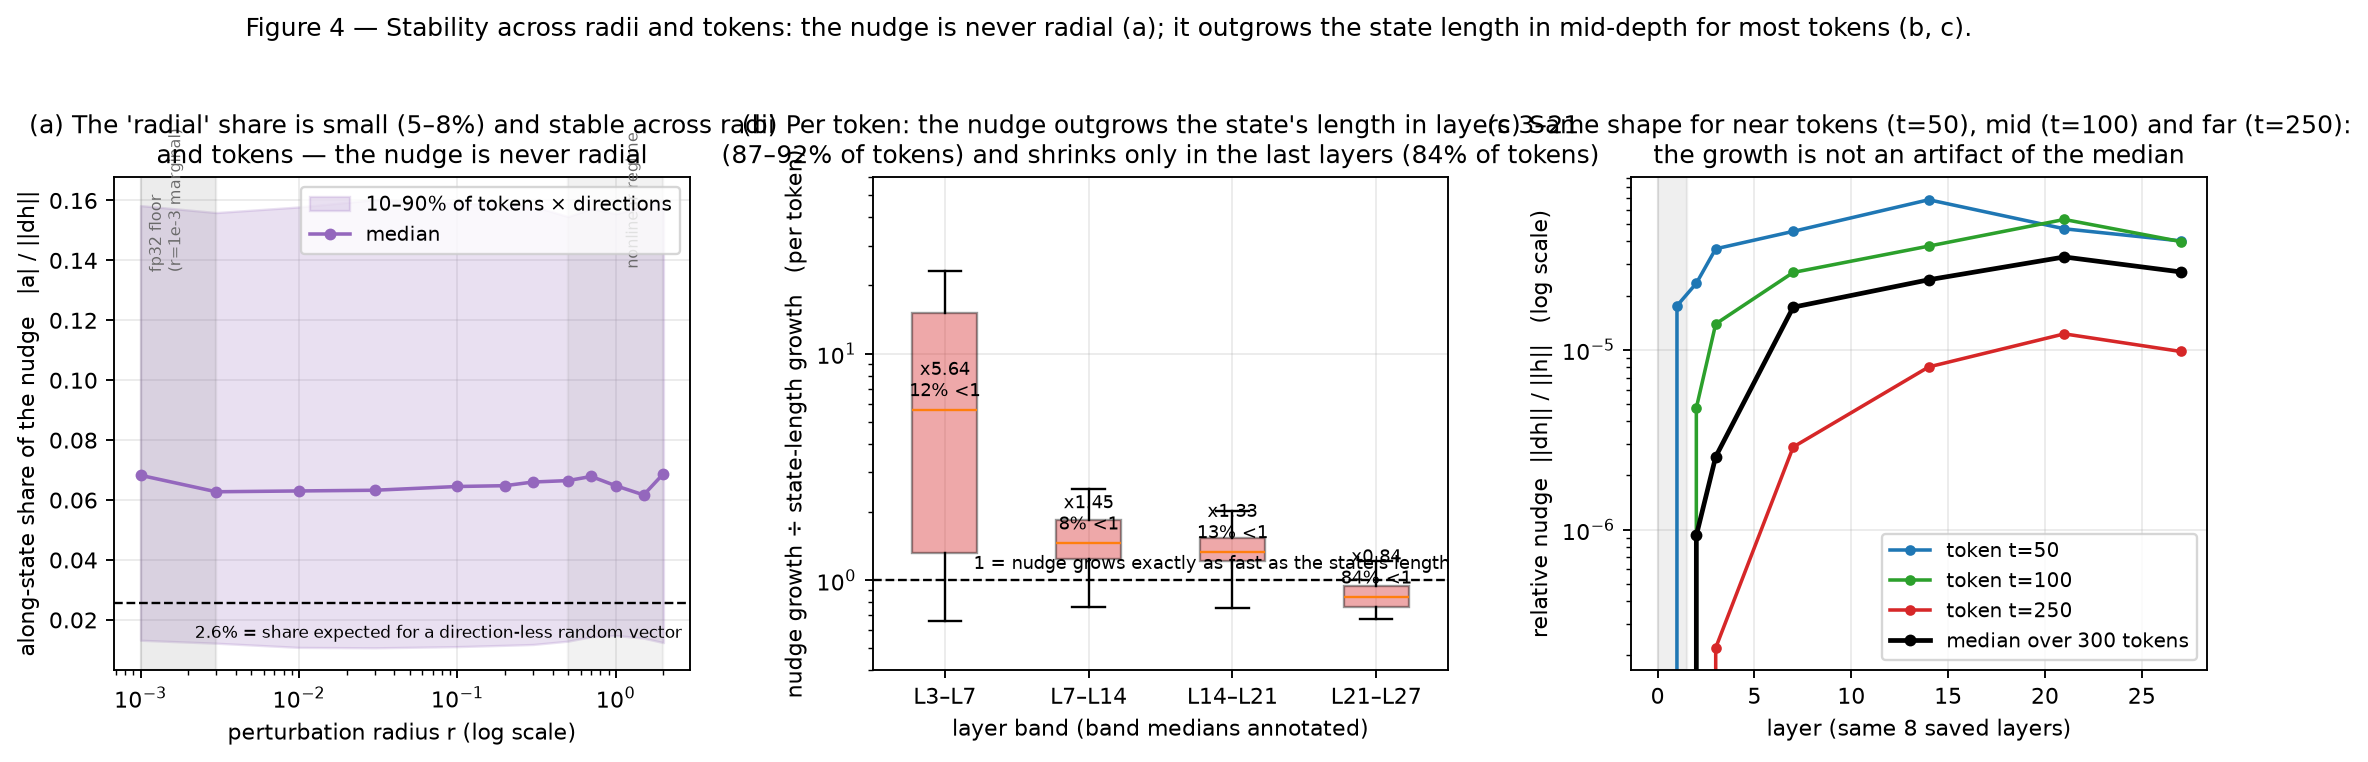 Figure 4 — Stability across radii and tokens: the nudge is never radial (a); it outgrows the state length in mid-depth for most tokens (b, c).
(a) The 'radial' share is small (5–8%) and stable across radii
and tokens — the nudge is never radial
along-state share of the nudge |a| / ||dh||
0.16
0.14
0.12
0.10
0.08
0.06
0.04
0.02
fp32 floor
(r=1e-3 marginal)
nonlinear regime
10–90% of tokens × directions
median
2.6% = share expected for a direction-less random vector
10⁻³
10⁻²
10⁻¹
10⁰
perturbation radius r (log scale)
(b) Per token: the nudge outgrows the state's length in layers 3–21
(87–92% of tokens) and shrinks only in the last layers (84% of tokens)
nudge growth ÷ state-length growth (per token)
10¹
10⁰
x5.64
12% <1
x1.45
8% <1
x1.33
13% <1
x0.84
84% <1
1 = nudge grows exactly as fast as the state's length
L3–L7
L7–L14
L14–L21
L21–L27
layer band (band medians annotated)
(c) Same shape for near tokens (t=50), mid (t=100) and far (t=250):
the growth is not an artifact of the median
relative nudge ||dh|| / ||h|| (log scale)
10⁻⁵
10⁻⁶
token t=50
token t=100
token t=250
median over 300 tokens
0
5
10
15
20
25
layer (same 8 saved layers)